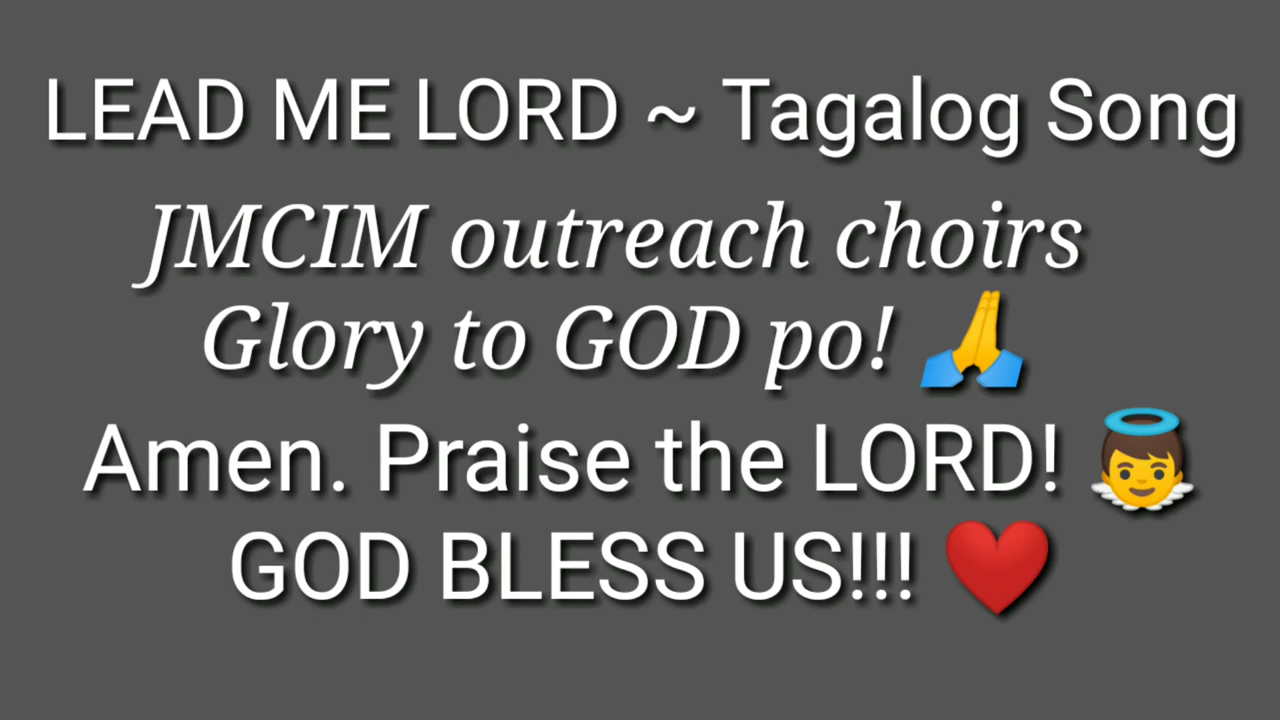 LEAD ME LORD ~ Tagalog Song
JMCIM outreach choirs
Glory to GOD po! 🙏
Amen. Praise the LORD! 👼
GOD BLESS US!!! ❤️